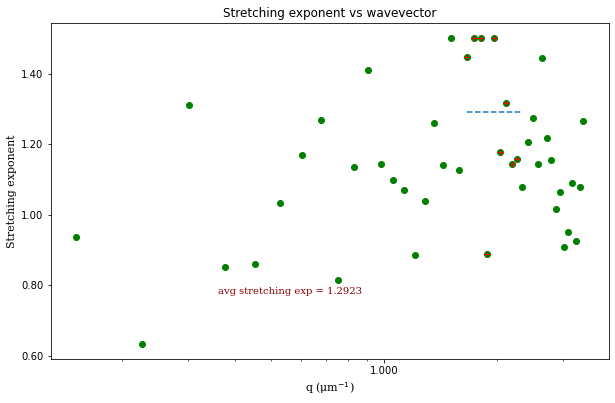 Stretching exponent vs wavevector
1.40
1.20
1.00
0.80
0.60
Stretching exponent
avg stretching exp = 1.2923
1.000
q (μm⁻¹)